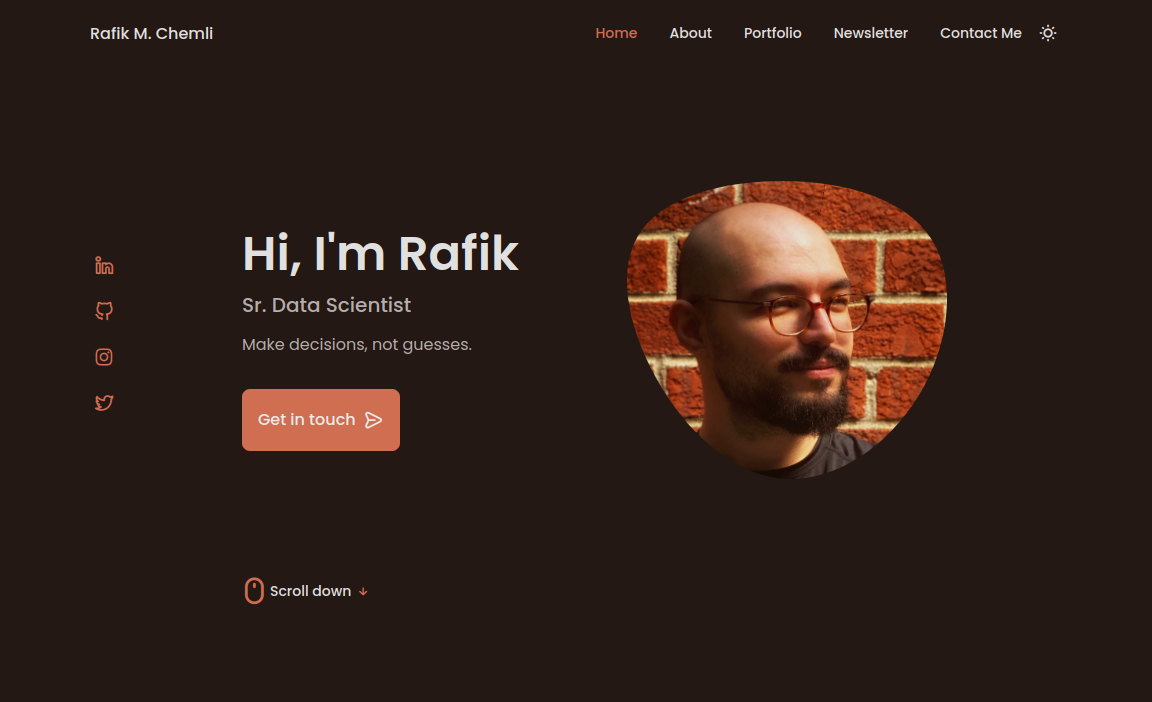 Rafik M. Chemli
Home
About
Portfolio
Newsletter
Contact Me
Hi, I'm Rafik
Sr. Data Scientist
Make decisions, not guesses.
Get in touch
Scroll down